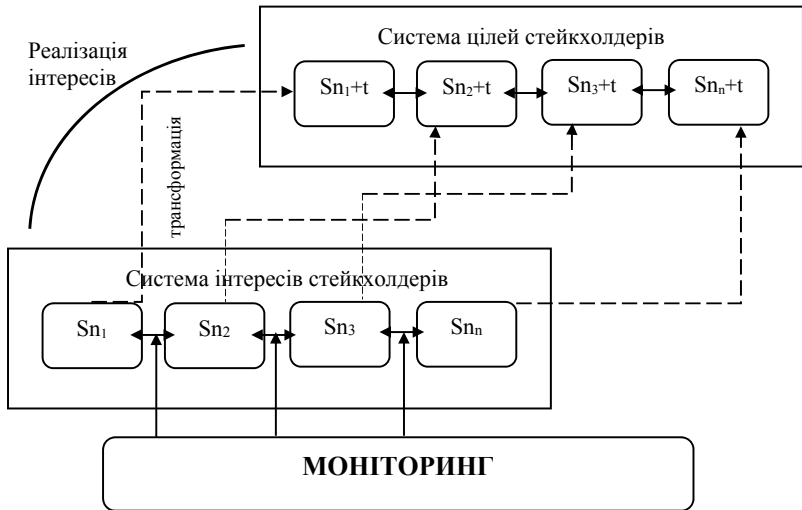 Реалізація
інтересів
Система цілей стейкхолдерів
Sn₁+t
Sn₂+t
Sn₃+t
Snₙ+t
трансформація
Система інтересів стейкхолдерів
Sn₁
Sn₂
Sn₃
Snₙ
МОНІТОРИНГ